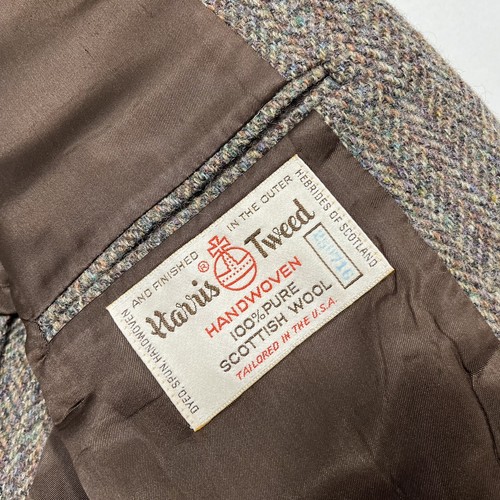 DYED, SPUN, HANDWOVEN AND FINISHED IN THE OUTER HEBRIDES OF SCOTLAND
Harris ® Tweed
HANDWOVEN
100% PURE
SCOTTISH WOOL
TAILORED IN THE U.S.A.